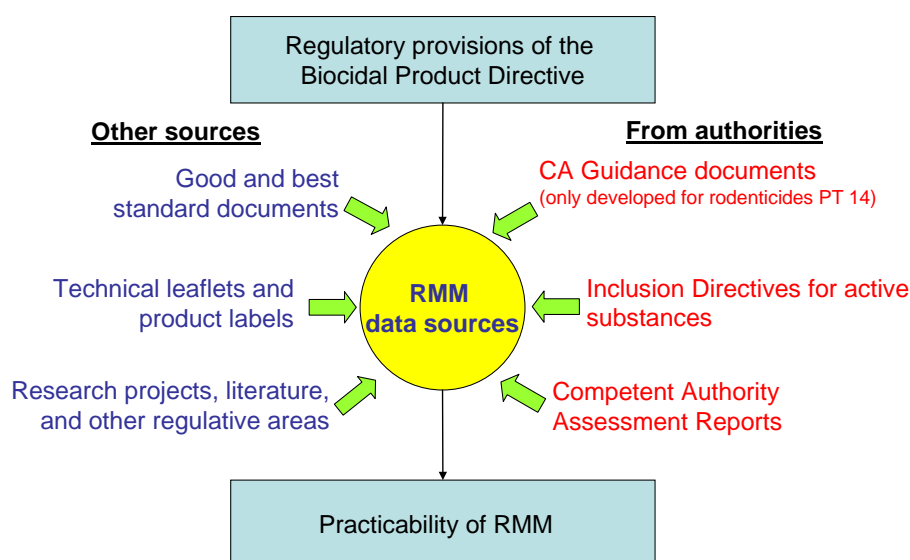 Regulatory provisions of the
Biocidal Product Directive
Other sources
Good and best
standard documents
Technical leaflets and
product labels
Research projects, literature,
and other regulative areas
RMM
data sources
From authorities
CA Guidance documents
(only developed for rodenticides PT 14)
Inclusion Directives for active
substances
Competent Authority
Assessment Reports
Practicability of RMM